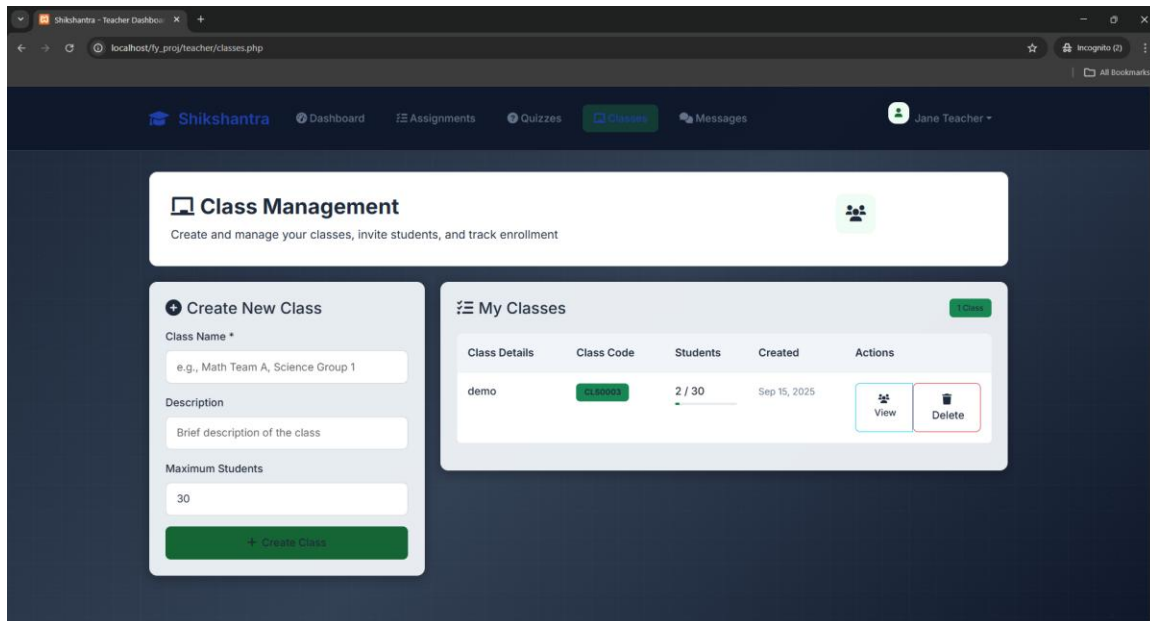 Shikshantra - Teacher Dashboa
localhost/fy_proj/teacher/classes.php
Incognito (2)
All Bookmarks
Shikshantra Dashboard Assignments Quizzes Classes Messages Jane Teacher
Class Management
Create and manage your classes, invite students, and track enrollment
Create New Class
Class Name *
e.g., Math Team A, Science Group 1
Description
Brief description of the class
Maximum Students
30
+ Create Class
My Classes 1 Class
Class Details Class Code Students Created Actions
demo CLS0003 2 / 30 Sep 15, 2025 View Delete